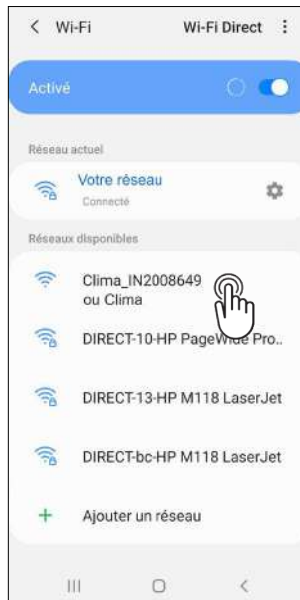 Wi-Fi
Wi-Fi Direct
Activé
Réseau actuel
Votre réseau
Connecté
Réseaux disponibles
Clima_IN2008649
ou Clima
DIRECT-10-HP PageWide Pro..
DIRECT-13-HP M118 LaserJet
DIRECT-bc-HP M118 LaserJet
Ajouter un réseau